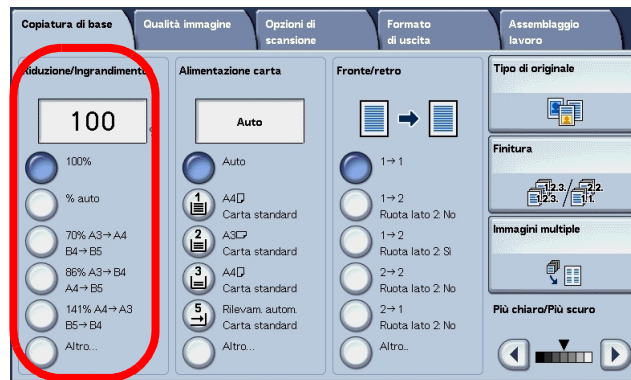 Copiatura di base
Qualità immagine
Opzioni di
scansione
Formato
di uscita
Assemblaggio
lavoro
Riduzione/Ingrandimento
100
%
100%
% auto
70% A3→A4
B4→B5
86% A3→B4
A4→B5
141% A4→A3
B5→B4
Altro...
Alimentazione carta
Auto
Auto
1
A4
Carta standard
2
A3
Carta standard
3
A4
Carta standard
5
Rilevam. autom.
Carta standard
Altro...
Fronte/retro
1→1
1→2
Ruota lato 2: No
1→2
Ruota lato 2: Sì
2→2
Ruota lato 2: No
2→1
Ruota lato 2: No
Altro...
Tipo di originale
Finitura
Immagini multiple
Più chiaro/Più scuro